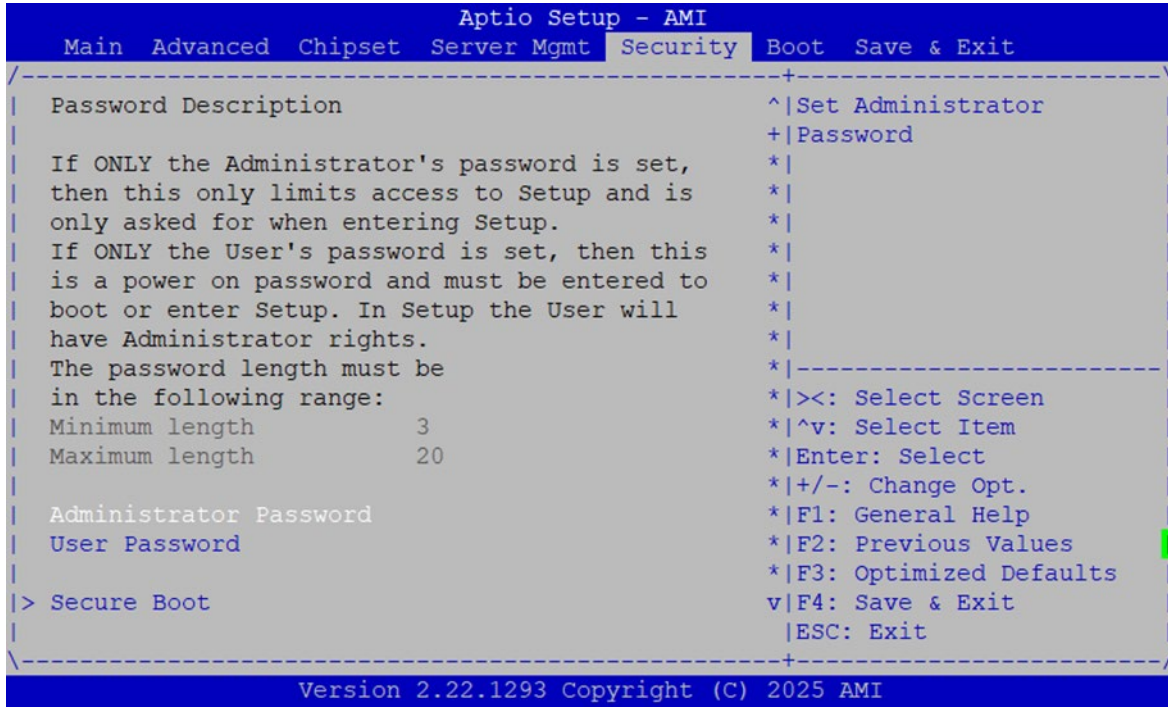 Aptio Setup - AMI
Main Advanced Chipset Server Mgmt Security Boot Save & Exit
/----------------------------------------------------+------------------------\
| Password Description ^|Set Administrator
| +|Password
| If ONLY the Administrator's password is set, *|
| then this only limits access to Setup and is *|
| only asked for when entering Setup. *|
| If ONLY the User's password is set, then this *|
| is a power on password and must be entered to *|
| boot or enter Setup. In Setup the User will *|
| have Administrator rights. *|
| The password length must be *|------------------------|
| in the following range: *|><: Select Screen
| Minimum length 3 *|^v: Select Item
| Maximum length 20 *|Enter: Select
| *|+/-: Change Opt.
| Administrator Password *|F1: General Help
| User Password *|F2: Previous Values
| *|F3: Optimized Defaults
|> Secure Boot v|F4: Save & Exit
| |ESC: Exit
\----------------------------------------------------+------------------------/
Version 2.22.1293 Copyright (C) 2025 AMI